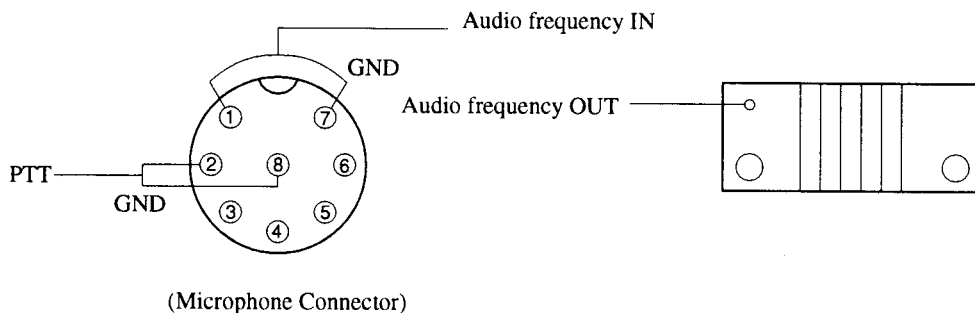 Audio frequency IN
GND
1
7
Audio frequency OUT
2
8
6
PTT
GND
3
5
4
(Microphone Connector)